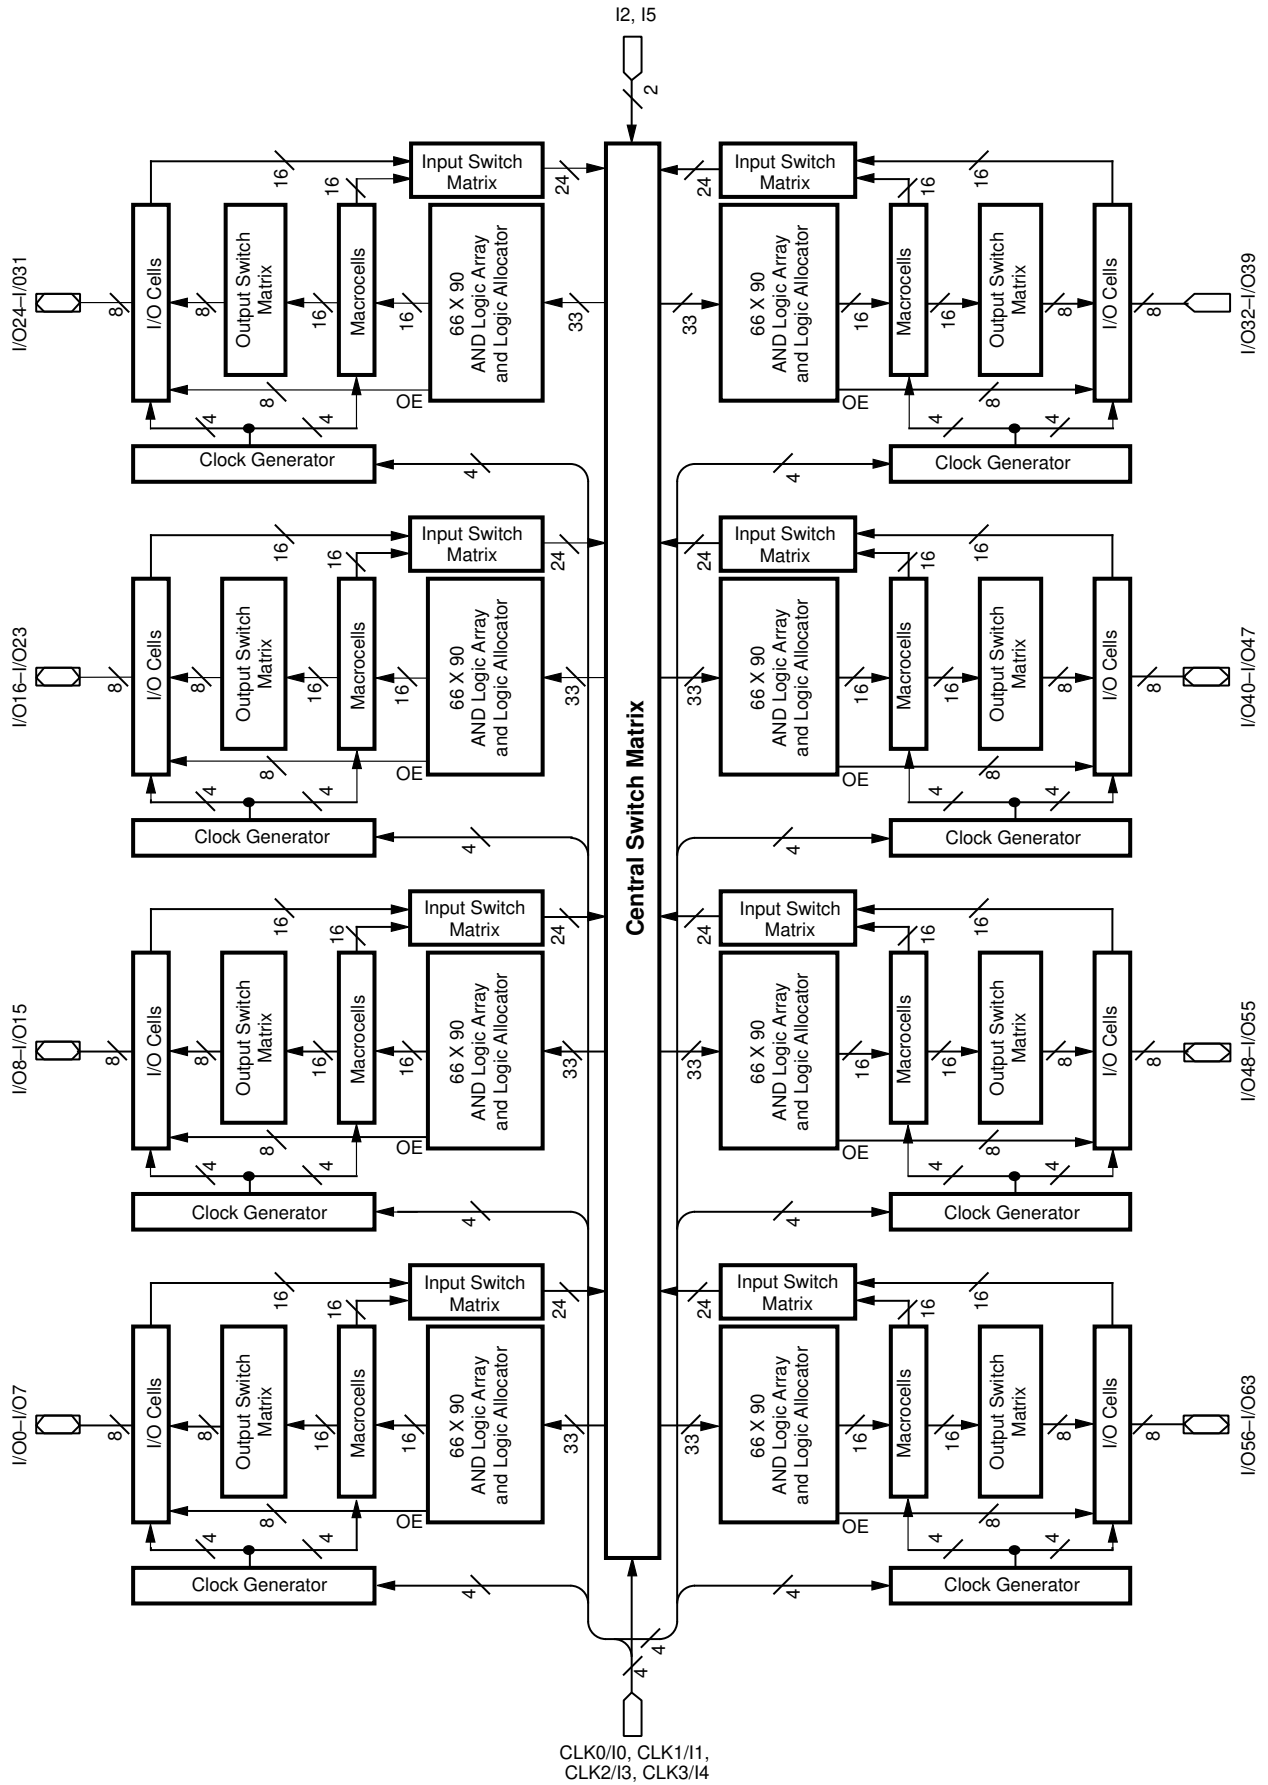 I2, I5
2
I/O24–I/031
8
I/O Cells
8
Output Switch
Matrix
16
Macrocells
16
66 X 90
AND Logic Array
and Logic Allocator
33
16
16
Input Switch
Matrix
24
8
OE
4
4
Clock Generator
4
I/O32–I/O39
8
I/O Cells
8
Output Switch
Matrix
16
Macrocells
16
66 X 90
AND Logic Array
and Logic Allocator
33
16
16
Input Switch
Matrix
24
8
OE
4
4
Clock Generator
4
I/O16–I/O23
8
I/O Cells
8
Output Switch
Matrix
16
Macrocells
16
66 X 90
AND Logic Array
and Logic Allocator
33
16
16
Input Switch
Matrix
24
8
OE
4
4
Clock Generator
4
I/O40–I/O47
8
I/O Cells
8
Output Switch
Matrix
16
Macrocells
16
66 X 90
AND Logic Array
and Logic Allocator
33
16
16
Input Switch
Matrix
24
8
OE
4
4
Clock Generator
4
Central Switch Matrix
I/O8–I/O15
8
I/O Cells
8
Output Switch
Matrix
16
Macrocells
16
66 X 90
AND Logic Array
and Logic Allocator
33
16
16
Input Switch
Matrix
24
8
OE
4
4
Clock Generator
4
I/O48–I/O55
8
I/O Cells
8
Output Switch
Matrix
16
Macrocells
16
66 X 90
AND Logic Array
and Logic Allocator
33
16
16
Input Switch
Matrix
24
8
OE
4
4
Clock Generator
4
I/O0–I/O7
8
I/O Cells
8
Output Switch
Matrix
16
Macrocells
16
66 X 90
AND Logic Array
and Logic Allocator
33
16
16
Input Switch
Matrix
24
8
OE
4
4
Clock Generator
4
I/O56–I/O63
8
I/O Cells
8
Output Switch
Matrix
16
Macrocells
16
66 X 90
AND Logic Array
and Logic Allocator
33
16
16
Input Switch
Matrix
24
8
OE
4
4
Clock Generator
4
4
4
CLK0/I0, CLK1/I1,
CLK2/I3, CLK3/I4